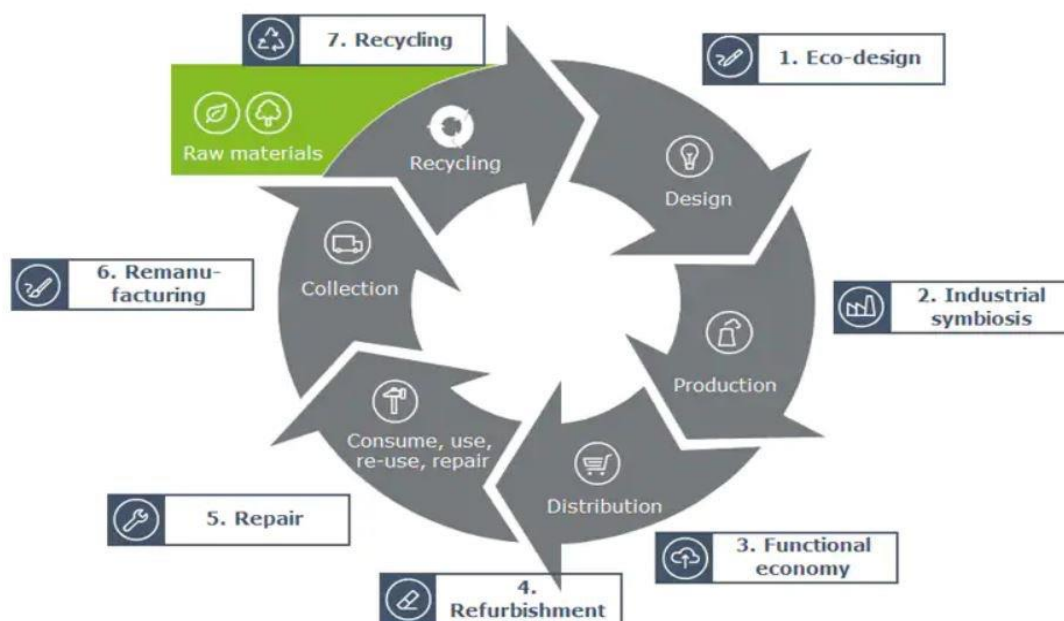 7. Recycling
1. Eco-design
Raw materials
Recycling
Design
Collection
6. Remanu-
facturing
2. Industrial
symbiosis
Production
Consume, use,
re-use, repair
Distribution
5. Repair
3. Functional
economy
4.
Refurbishment